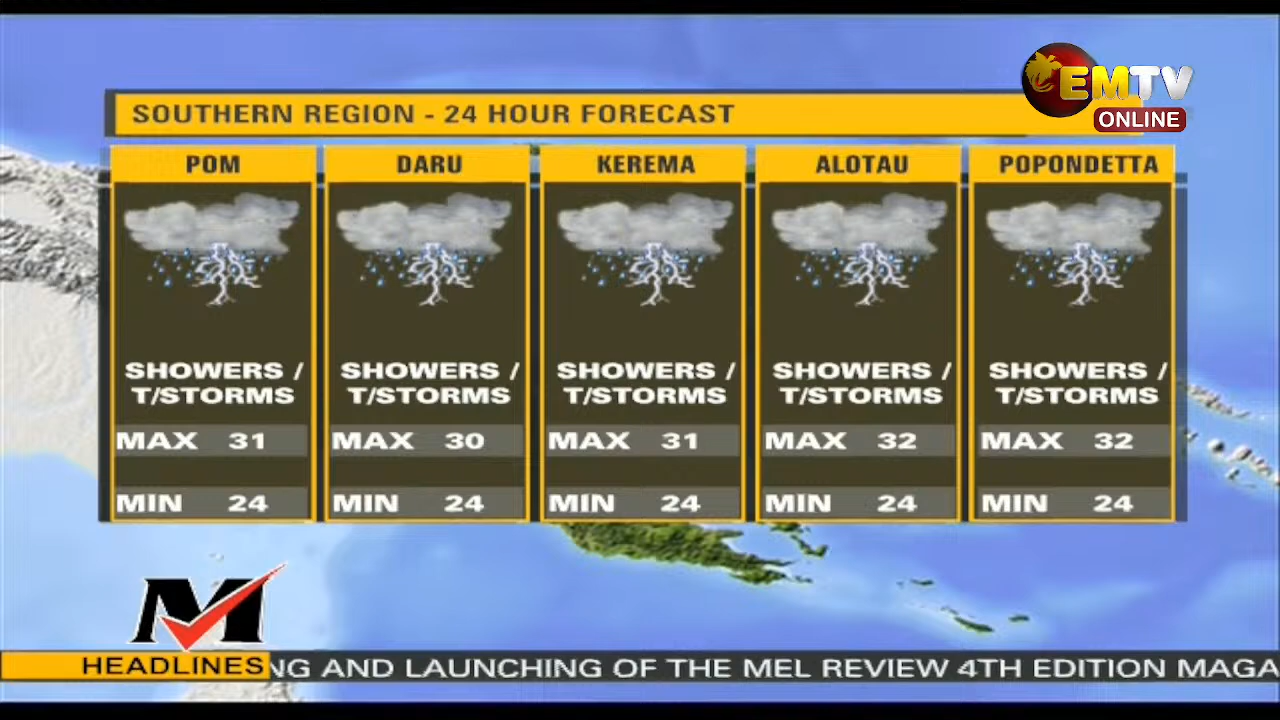 EMTV
ONLINE
SOUTHERN REGION - 24 HOUR FORECAST
POM
SHOWERS /
T/STORMS
MAX 31
MIN 24
DARU
SHOWERS /
T/STORMS
MAX 30
MIN 24
KEREMA
SHOWERS /
T/STORMS
MAX 31
MIN 24
ALOTAU
SHOWERS /
T/STORMS
MAX 32
MIN 24
POPONDETTA
SHOWERS /
T/STORMS
MAX 32
MIN 24
M
HEADLINES
NG AND LAUNCHING OF THE MEL REVIEW 4TH EDITION MAGA